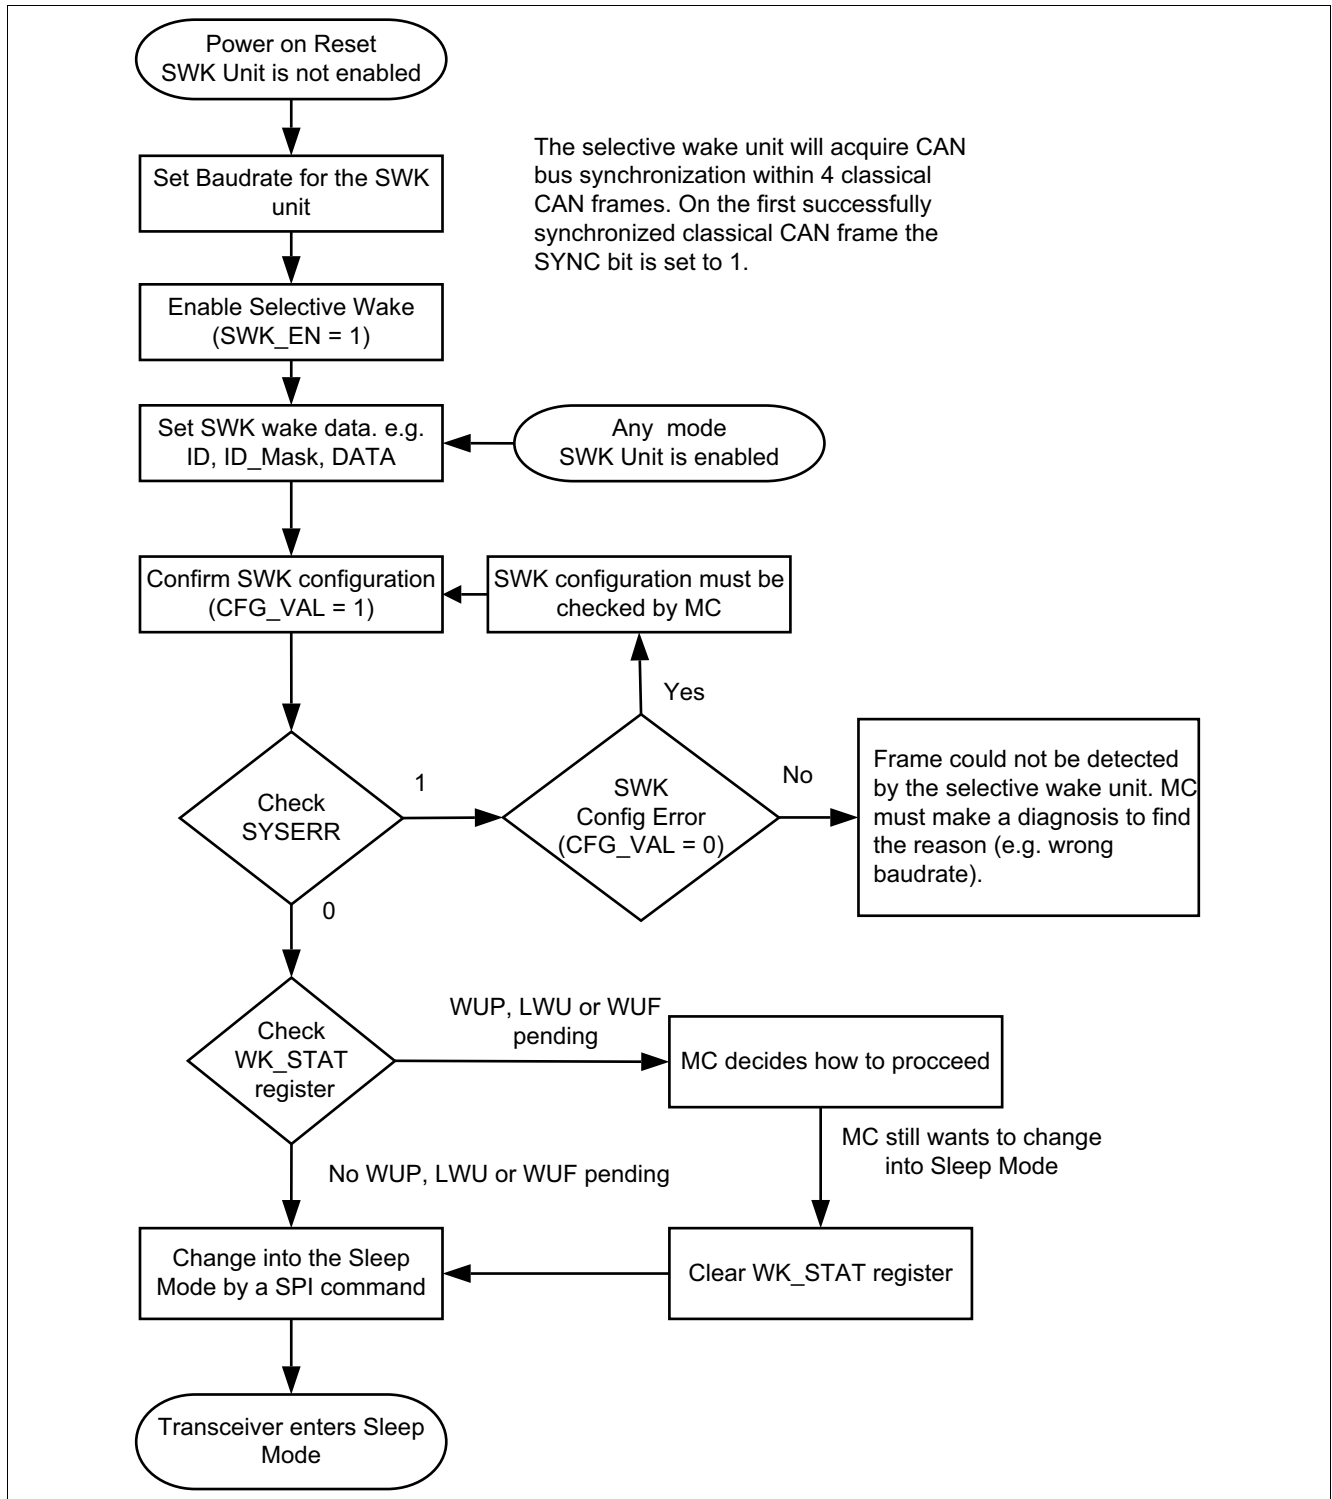 Power on Reset
SWK Unit is not enabled
The selective wake unit will acquire CAN
bus synchronization within 4 classical
CAN frames. On the first successfully
synchronized classical CAN frame the
SYNC bit is set to 1.
Set Baudrate for the SWK
unit
Enable Selective Wake
(SWK_EN = 1)
Set SWK wake data. e.g.
ID, ID_Mask, DATA
Any mode
SWK Unit is enabled
Confirm SWK configuration
(CFG_VAL = 1)
SWK configuration must be
checked by MC
Yes
Check
SYSERR
1
SWK
Config Error
(CFG_VAL = 0)
No
Frame could not be detected
by the selective wake unit. MC
must make a diagnosis to find
the reason (e.g. wrong
baudrate).
0
Check
WK_STAT
register
WUP, LWU or WUF
pending
MC decides how to procceed
MC still wants to change
into Sleep Mode
No WUP, LWU or WUF pending
Change into the Sleep
Mode by a SPI command
Clear WK_STAT register
Transceiver enters Sleep
Mode